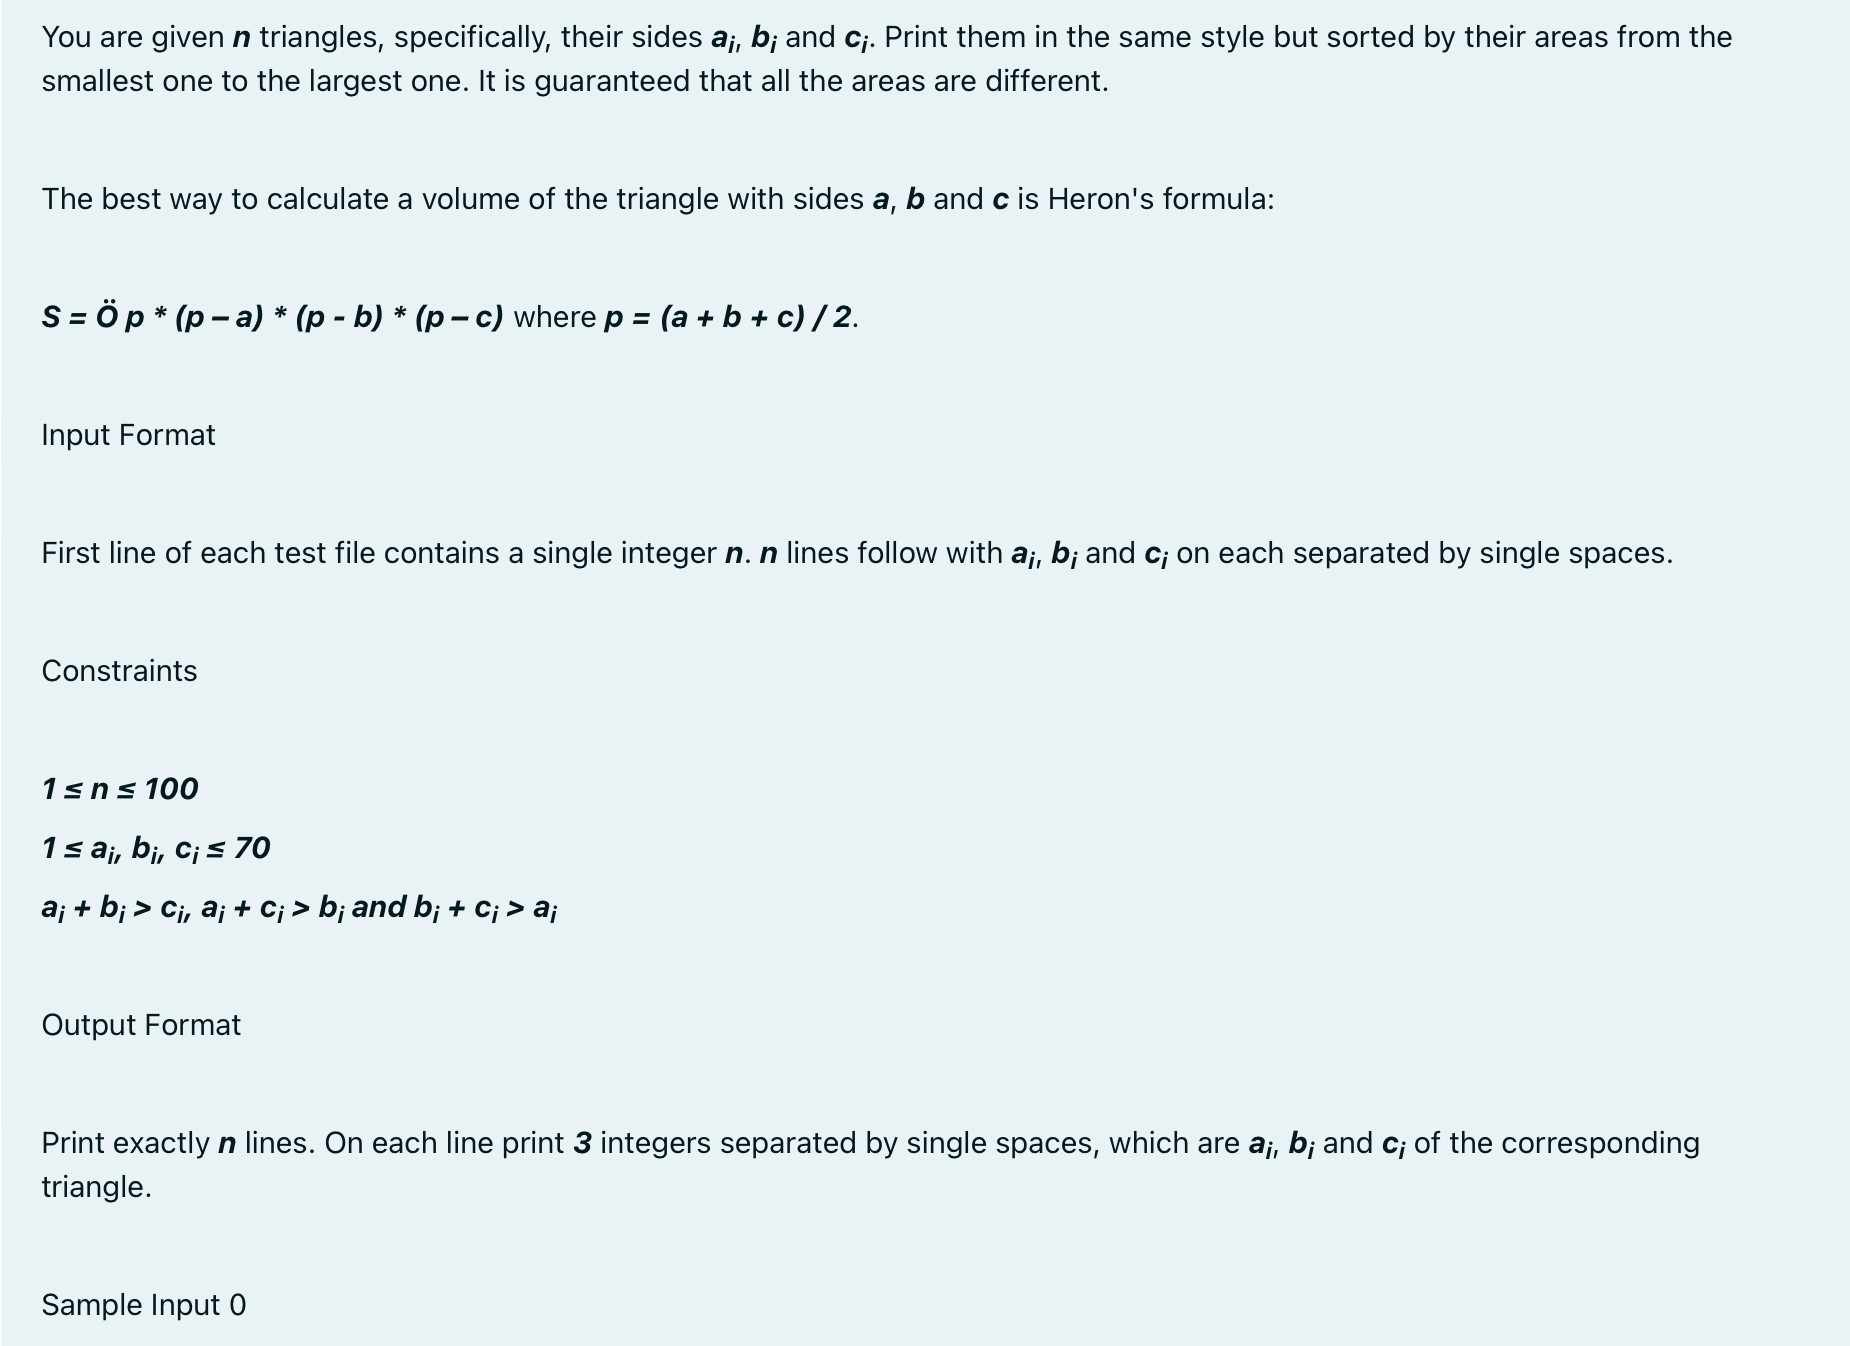 You are given n triangles, specifically, their sides ai, bi and ci. Print them in the same style but sorted by their areas from the
smallest one to the largest one. It is guaranteed that all the areas are different.
The best way to calculate a volume of the triangle with sides a, b and c is Heron's formula:
S = Ö p * (p – a) * (p - b) * (p – c) where p = (a + b + c) / 2.
Input Format
First line of each test file contains a single integer n. n lines follow with ai, bi and ci on each separated by single spaces.
Constraints
1 ≤ n ≤ 100
1 ≤ ai, bi, ci ≤ 70
ai + bi > ci, ai + ci > bi and bi + ci > ai
Output Format
Print exactly n lines. On each line print 3 integers separated by single spaces, which are ai, bi and ci of the corresponding
triangle.
Sample Input 0